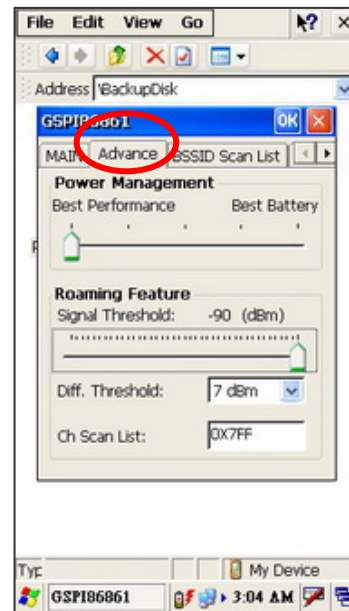 File Edit View Go
Address \BackupDisk
GSPI86861 OK
MAIN Advance BSSID Scan List
Power Management
Best Performance Best Battery
Roaming Feature
Signal Threshold: -90 (dBm)
Diff. Threshold: 7 dBm
Ch Scan List: 0X7FF
My Device
GSPI86861 3:04 AM